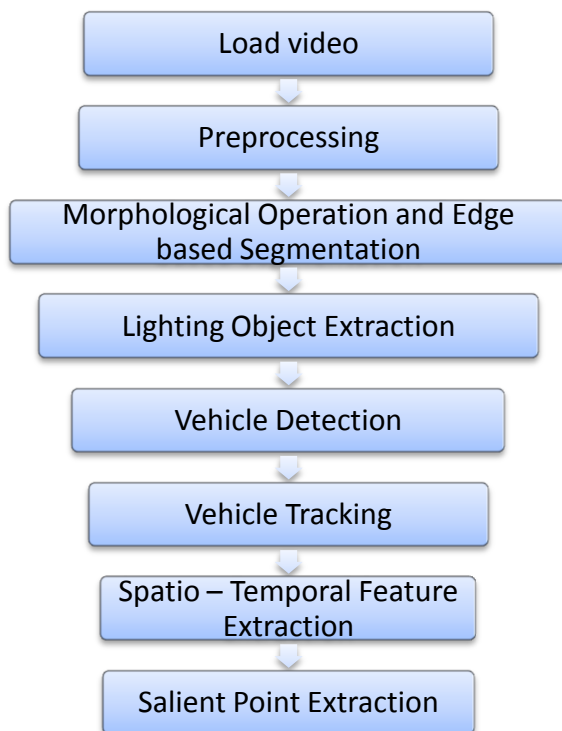 Load video
Preprocessing
Morphological Operation and Edge
based Segmentation
Lighting Object Extraction
Vehicle Detection
Vehicle Tracking
Spatio – Temporal Feature
Extraction
Salient Point Extraction